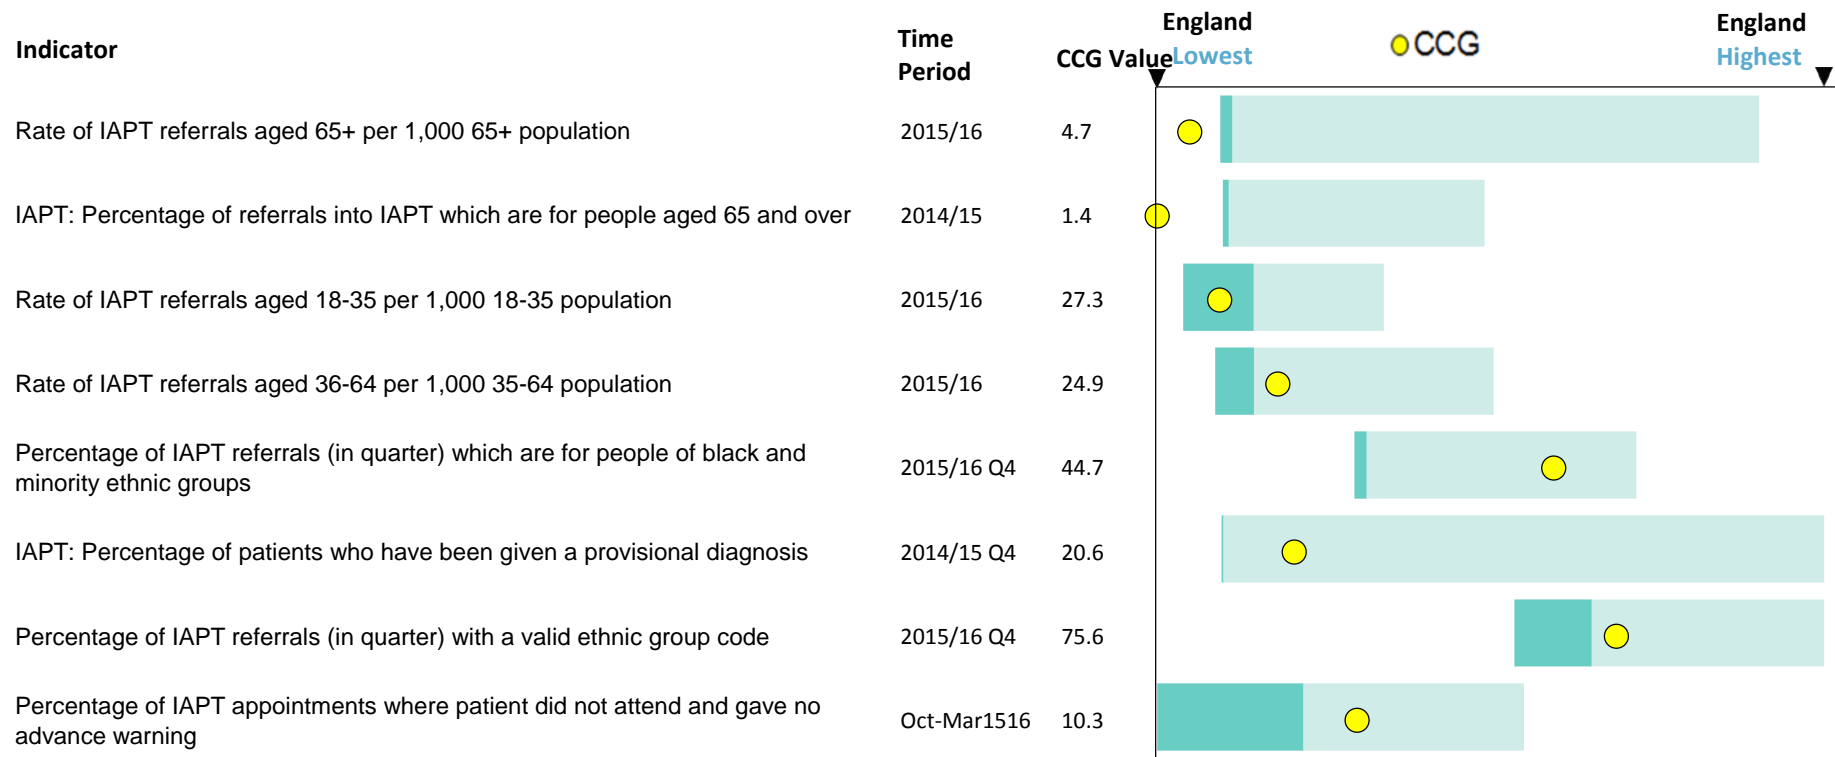 Indicator
Time
Period
CCG Value
England
Lowest
CCG
England
Highest
Rate of IAPT referrals aged 65+ per 1,000 65+ population 2015/16 4.7
IAPT: Percentage of referrals into IAPT which are for people aged 65 and over 2014/15 1.4
Rate of IAPT referrals aged 18-35 per 1,000 18-35 population 2015/16 27.3
Rate of IAPT referrals aged 36-64 per 1,000 35-64 population 2015/16 24.9
Percentage of IAPT referrals (in quarter) which are for people of black and
minority ethnic groups 2015/16 Q4 44.7
IAPT: Percentage of patients who have been given a provisional diagnosis 2014/15 Q4 20.6
Percentage of IAPT referrals (in quarter) with a valid ethnic group code 2015/16 Q4 75.6
Percentage of IAPT appointments where patient did not attend and gave no
advance warning Oct-Mar1516 10.3